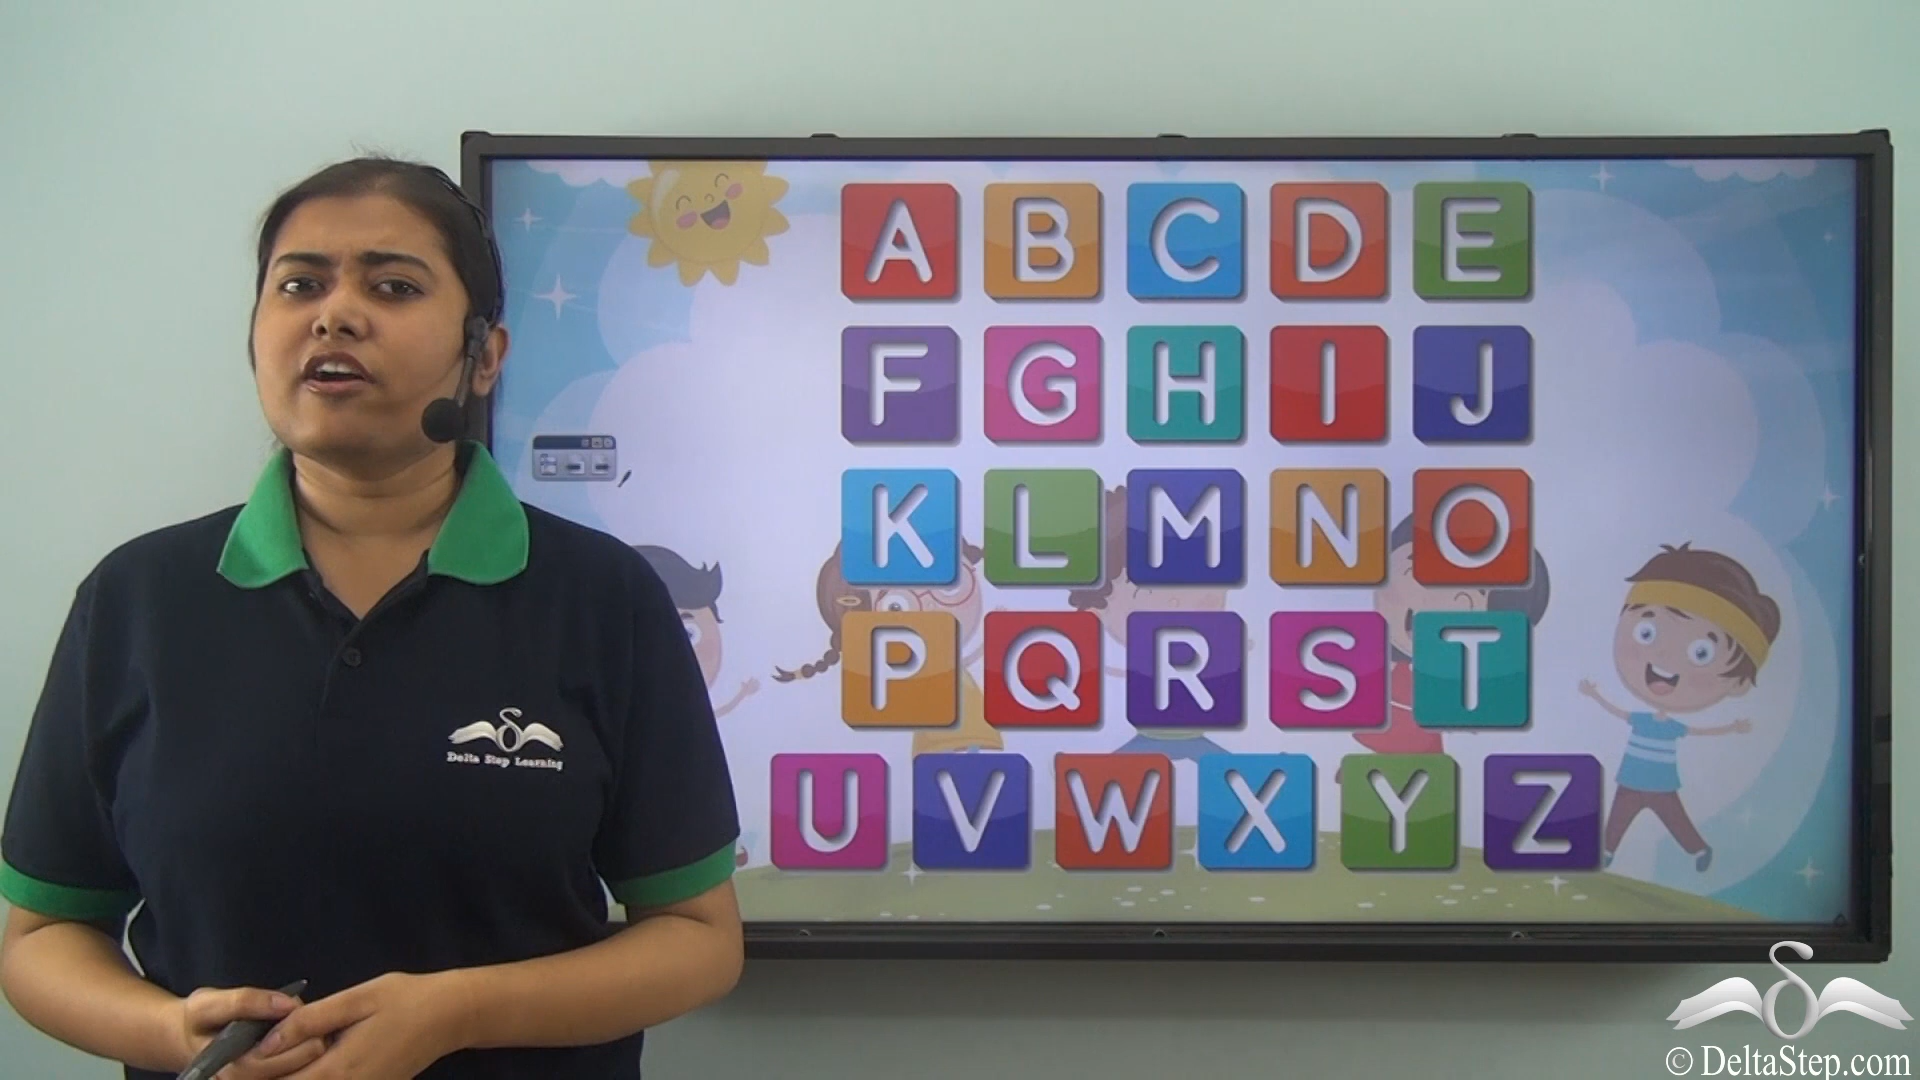 A B C D E
F G H I J
K L M N O
P Q R S T
U V W X Y Z
Delta Step Learning
© DeltaStep.com